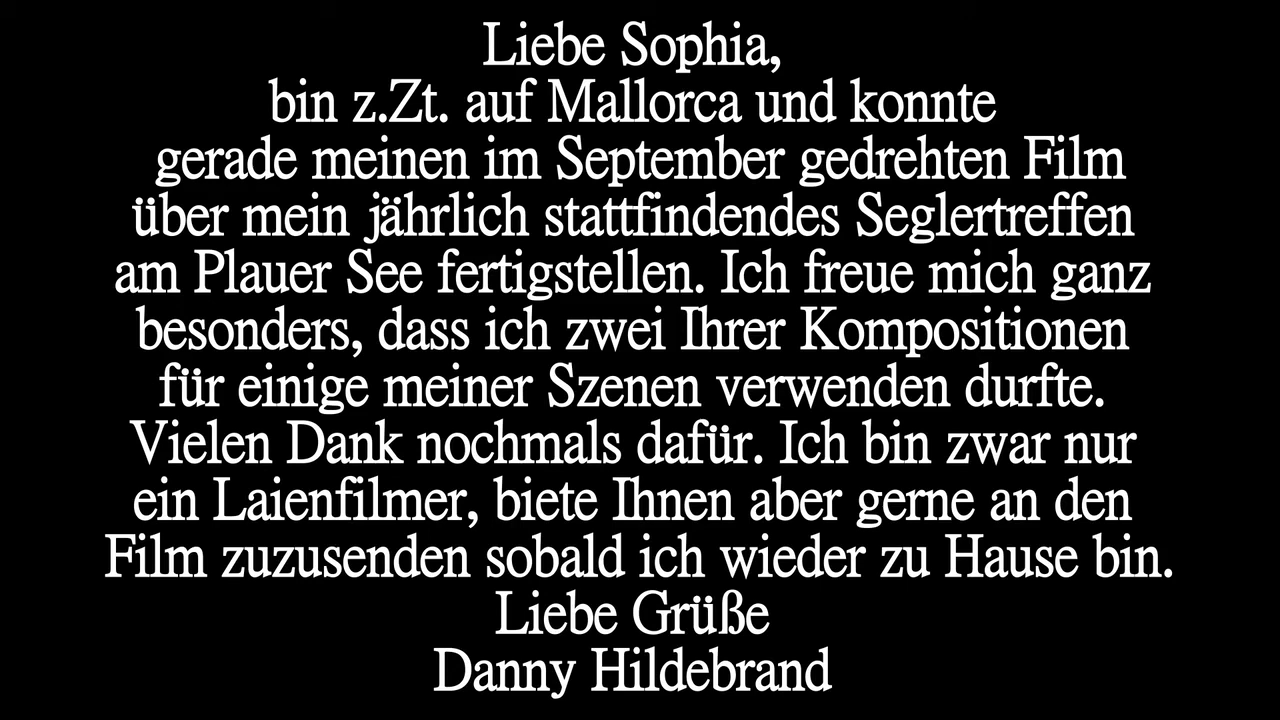 Liebe Sophia,
bin z.Zt. auf Mallorca und konnte
gerade meinen im September gedrehten Film
über mein jährlich stattfindendes Seglertreffen
am Plauer See fertigstellen. Ich freue mich ganz
besonders, dass ich zwei Ihrer Kompositionen
für einige meiner Szenen verwenden durfte.
Vielen Dank nochmals dafür. Ich bin zwar nur
ein Laienfilmer, biete Ihnen aber gerne an den
Film zuzusenden sobald ich wieder zu Hause bin.
Liebe Grüße
Danny Hildebrand